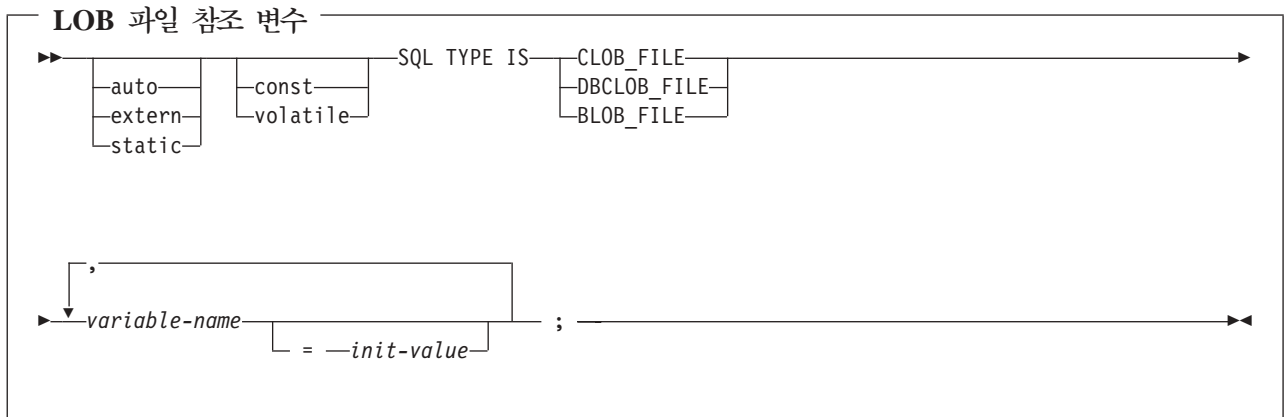 LOB 파일 참조 변수
SQL TYPE IS CLOB_FILE
auto const DBCLOB_FILE
extern volatile BLOB_FILE
static
,
variable-name ;
= init-value